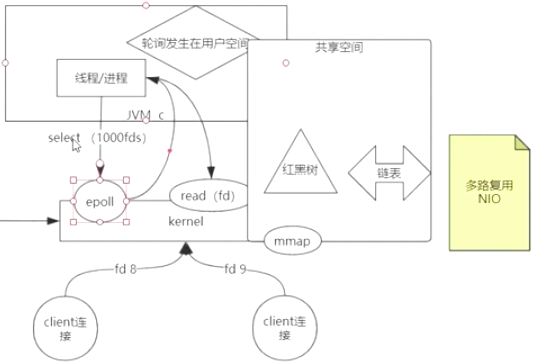 轮词发生在用户空间
共享空间
线程/进程
JVM c
select （1000fds）
红黑树
链表
多路复用
NIO
epoll
read（fd）
kernel
mmap
fd 8
fd 9
client连
接
client连
接